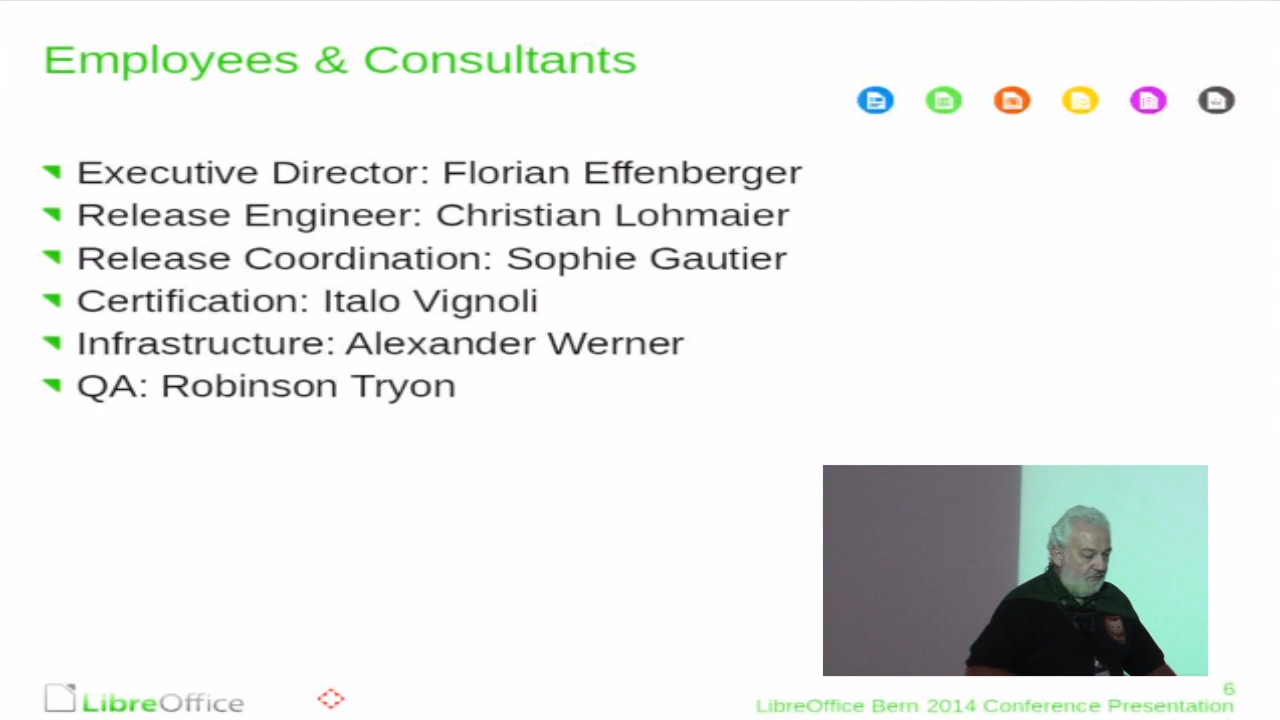 Employees & Consultants
Executive Director: Florian Effenberger
Release Engineer: Christian Lohmaier
Release Coordination: Sophie Gautier
Certification: Italo Vignoli
Infrastructure: Alexander Werner
QA: Robinson Tryon
LibreOffice
6
LibreOffice Bern 2014 Conference Presentation